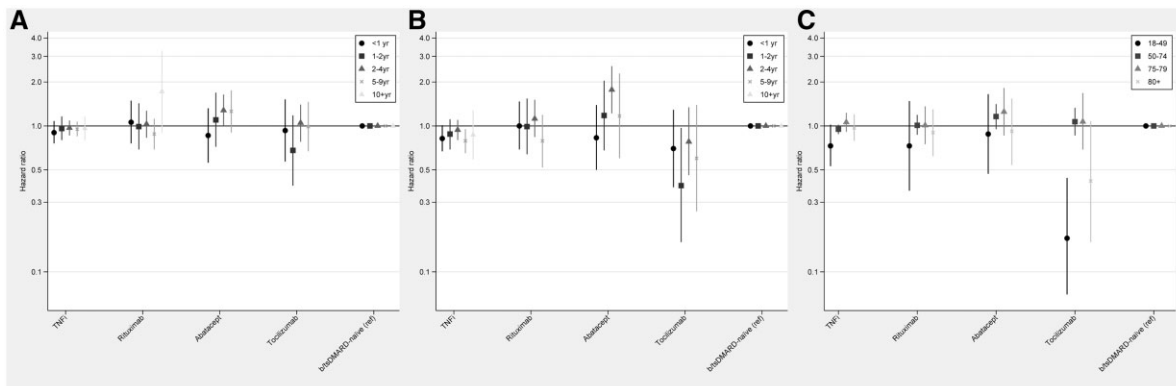 A
Hazard ratio
4.0
3.0
2.0
1.0
0.5
0.3
0.1
<1 yr
1-2yr
2-4yr
5-9yr
10+yr
TNFi
Rituximab
Abatacept
Tocilizumab
b/tsDMARD-naive (ref)
B
Hazard ratio
4.0
3.0
2.0
1.0
0.5
0.3
0.1
<1 yr
1-2yr
2-4yr
5-9yr
10+yr
TNFi
Rituximab
Abatacept
Tocilizumab
b/tsDMARD-naive (ref)
C
Hazard ratio
4.0
3.0
2.0
1.0
0.5
0.3
0.1
18-49
50-74
75-79
80+
TNFi
Rituximab
Abatacept
Tocilizumab
b/tsDMARD-naive (ref)